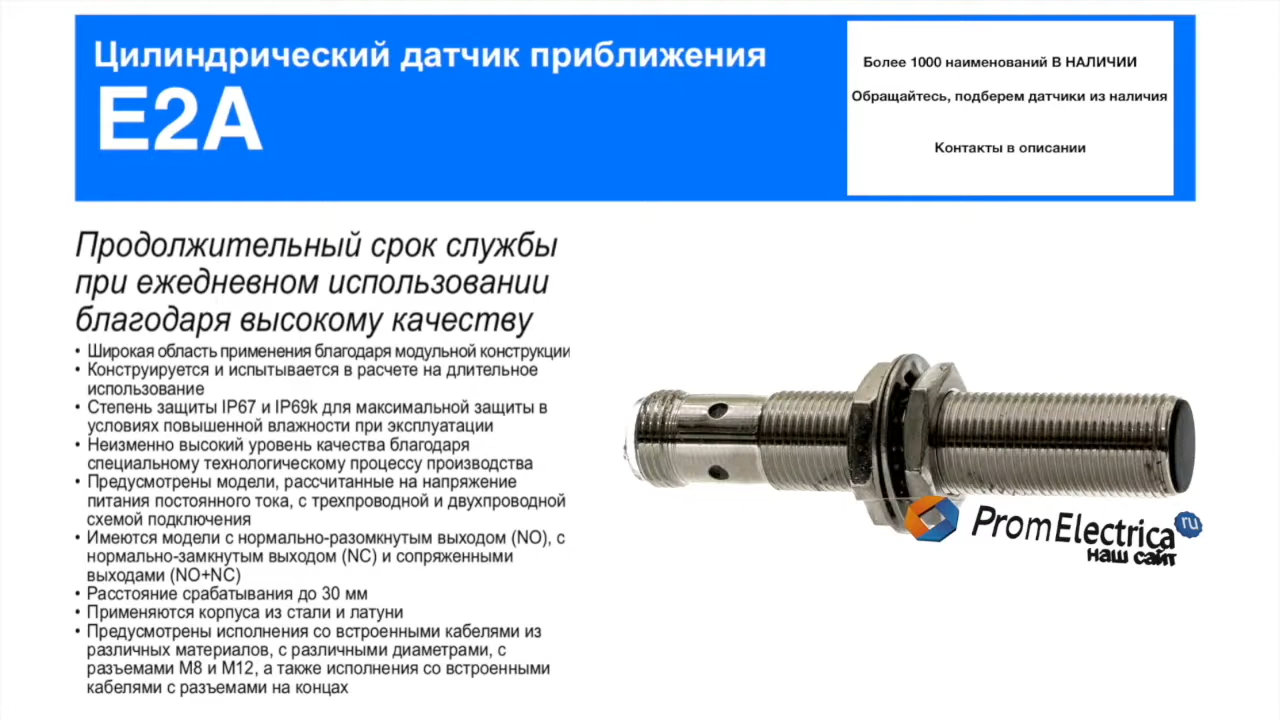 Цилиндрический датчик приближения
E2A
Более 1000 наименований В НАЛИЧИИ
Обращайтесь, подберем датчики из наличия
Контакты в описании
Продолжительный срок службы
при ежедневном использовании
благодаря высокому качеству
• Широкая область применения благодаря модульной конструкции
• Конструируется и испытывается в расчете на длительное
использование
• Степень защиты IP67 и IP69k для максимальной защиты в
условиях повышенной влажности при эксплуатации
• Неизменно высокий уровень качества благодаря
специальному технологическому процессу производства
• Предусмотрены модели, рассчитанные на напряжение
питания постоянного тока, с трехпроводной и двухпроводной
схемой подключения
• Имеются модели с нормально-разомкнутым выходом (NO), с
нормально-замкнутым выходом (NC) и сопряженными
выходами (NO+NC)
• Расстояние срабатывания до 30 мм
• Применяются корпуса из стали и латуни
• Предусмотрены исполнения со встроенными кабелями из
различных материалов, с различными диаметрами, с
разъемами M8 и M12, а также исполнения со встроенными
кабелями с разъемами на концах
PromElectrica ru
наш сайт